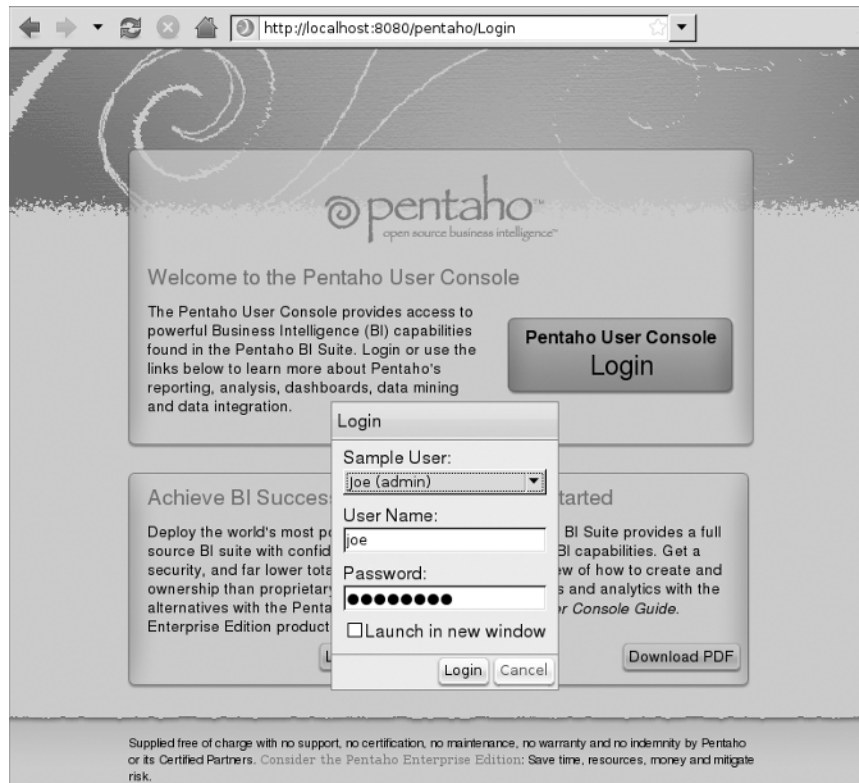 http://localhost:8080/pentaho/Login
pentaho™
open source business intelligence™
Welcome to the Pentaho User Console
The Pentaho User Console provides access to
powerful Business Intelligence (BI) capabilities
found in the Pentaho BI Suite. Login or use the
links below to learn more about Pentaho's
reporting, analysis, dashboards, data mining
and data integration.
Pentaho User Console
Login
Login
Sample User:
joe (admin)
User Name:
joe
Password:
Launch in new window
Login
Cancel
Achieve BI Succes
Deploy the world's most po
source BI suite with confid
security, and far lower tota
ownership than proprietary
alternatives with the Penta
Enterprise Edition product
L
tarted
BI Suite provides a full
BI capabilities. Get a
ew of how to create and
s and analytics with the
r Console Guide.
Download PDF
Supplied free of charge with no support, no certification, no maintenance, no warranty and no indemnity by Pentaho
or its Certified Partners. Consider the Pentaho Enterprise Edition: Save time, resources, money and mitigate
risk.